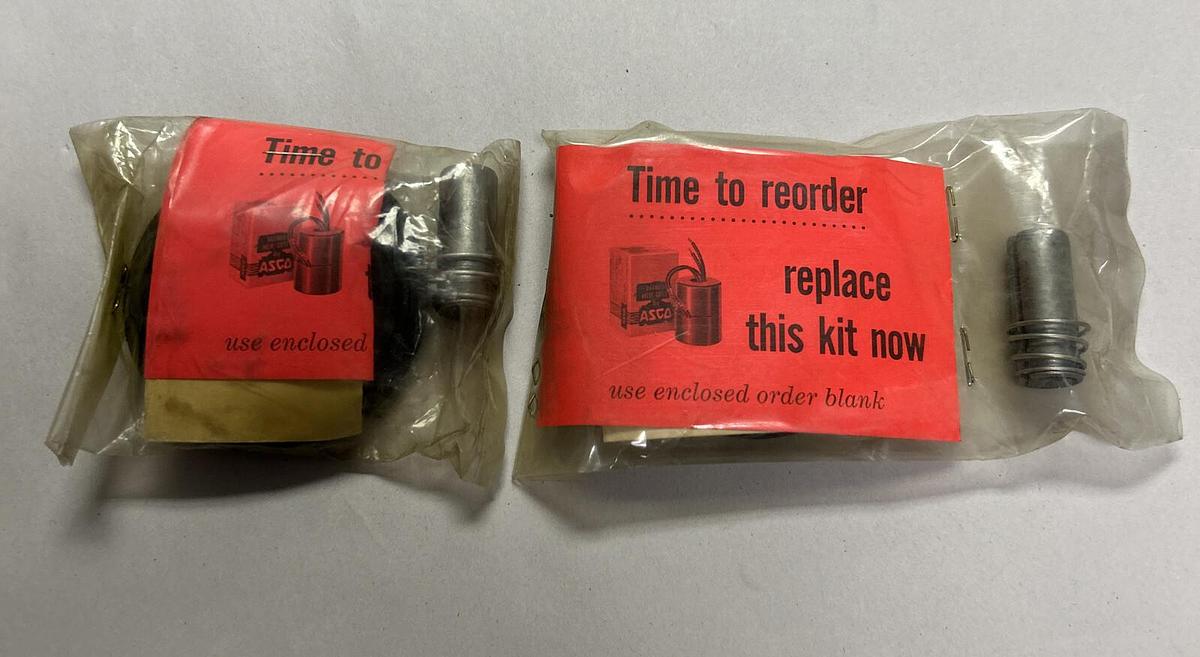 Time to
ASCO
use enclosed
Time to reorder
replace
this kit now
ASCO
use enclosed order blank